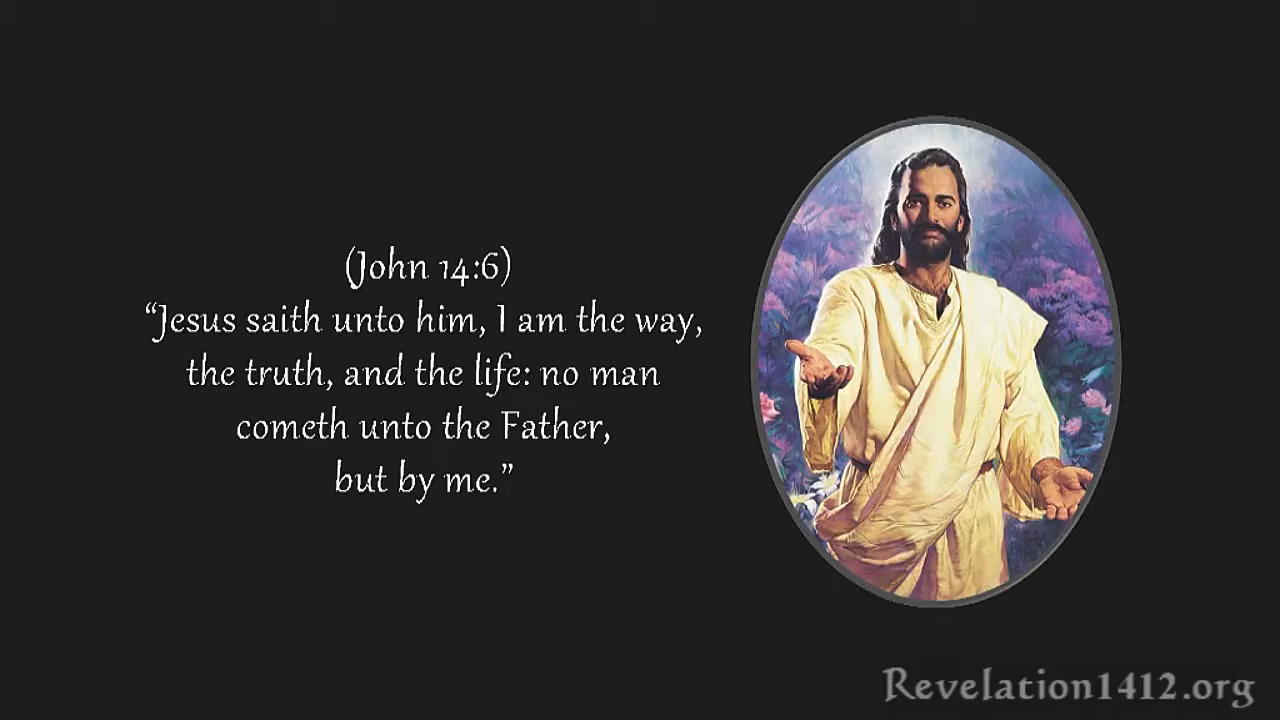 (John 14:6)
“Jesus saith unto him, I am the way,
the truth, and the life: no man
cometh unto the Father,
but by me.”
Revelation1412.org